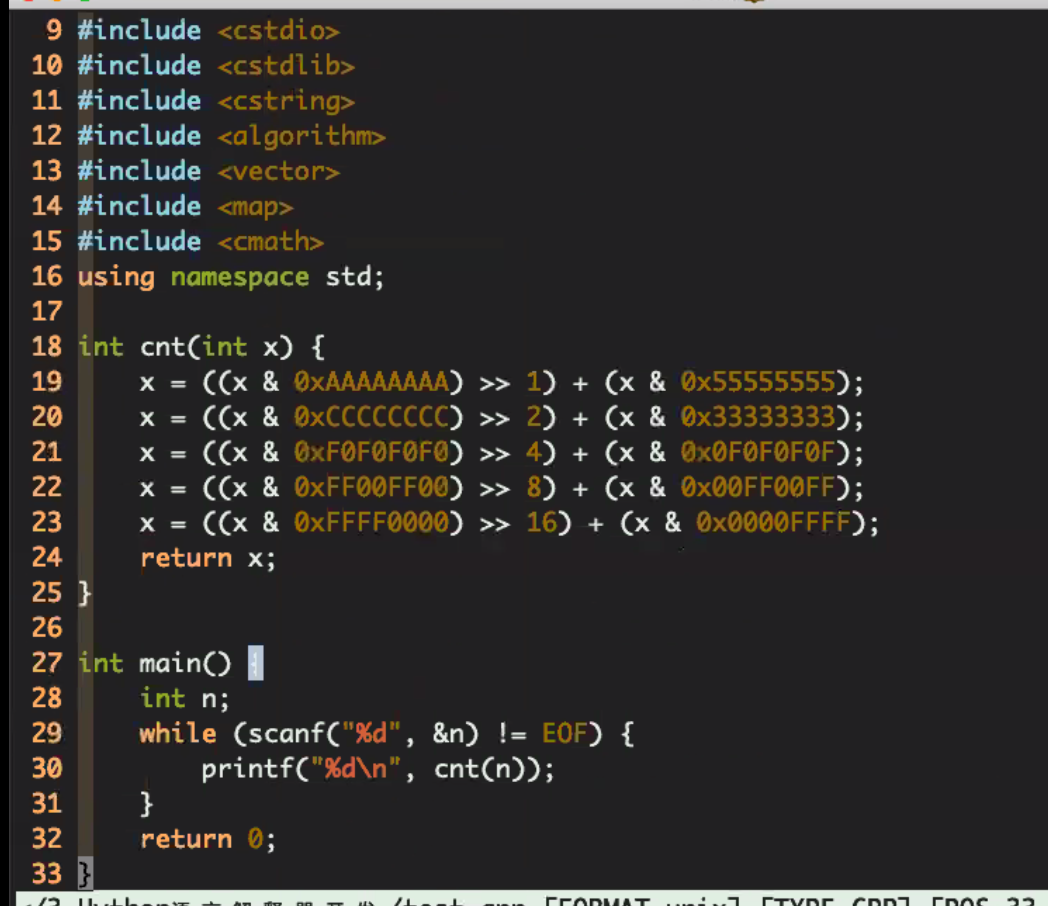 9 #include <cstdio>
10 #include <cstdlib>
11 #include <cstring>
12 #include <algorithm>
13 #include <vector>
14 #include <map>
15 #include <cmath>
16 using namespace std;
17
18 int cnt(int x) {
19     x = ((x & 0xAAAAAAAA) >> 1) + (x & 0x55555555);
20     x = ((x & 0xCCCCCCCC) >> 2) + (x & 0x33333333);
21     x = ((x & 0xF0F0F0F0) >> 4) + (x & 0x0F0F0F0F);
22     x = ((x & 0xFF00FF00) >> 8) + (x & 0x00FF00FF);
23     x = ((x & 0xFFFF0000) >> 16) + (x & 0x0000FFFF);
24     return x;
25 }
26
27 int main() {
28     int n;
29     while (scanf("%d", &n) != EOF) {
30         printf("%d\n", cnt(n));
31     }
32     return 0;
33 }